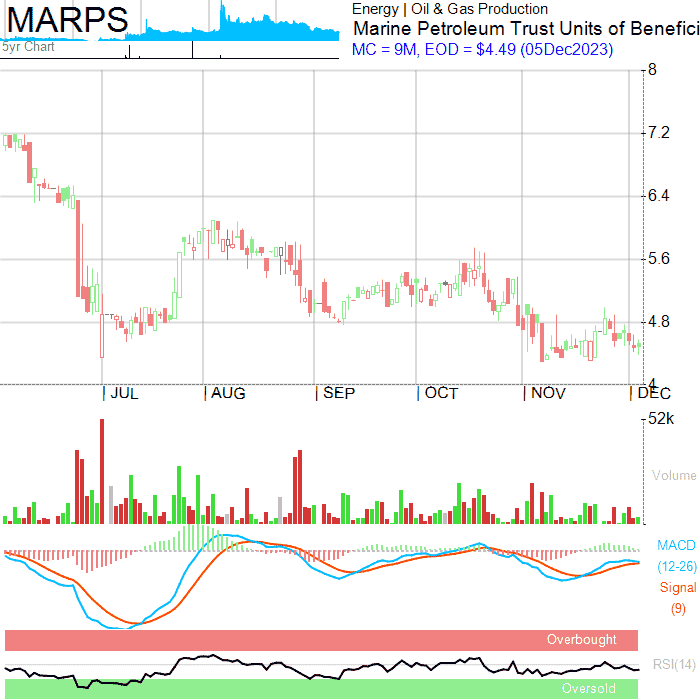 MARPS
5yr Chart
Energy | Oil & Gas Production
Marine Petroleum Trust Units of Benefici
MC = 9M, EOD = $4.49 (05Dec2023)
8
7.2
6.4
5.6
4.8
4
| JUL | AUG | SEP | OCT | NOV | DEC
52k
Volume
MACD
(12-26)
Signal
(9)
Overbought
RSI(14)
Oversold